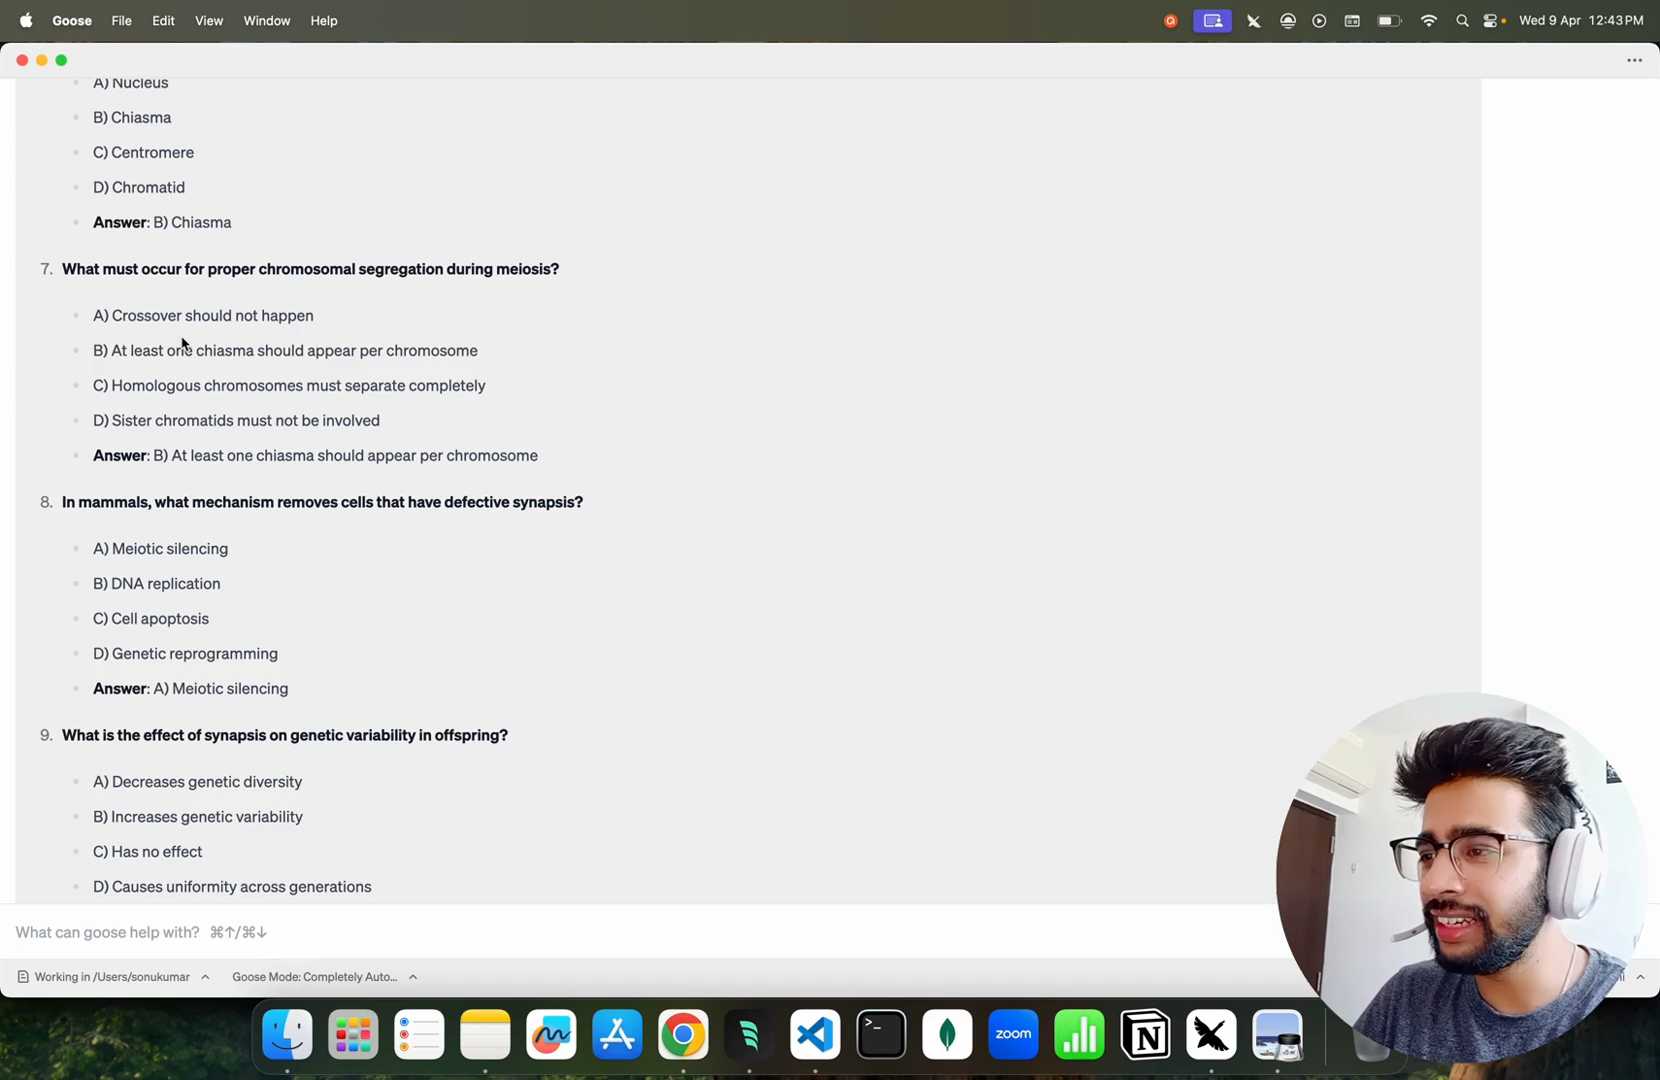 Goose File Edit View Window Help Wed 9 Apr 12:43 PM
A) Nucleus
B) Chiasma
C) Centromere
D) Chromatid
Answer: B) Chiasma
7. What must occur for proper chromosomal segregation during meiosis?
A) Crossover should not happen
B) At least one chiasma should appear per chromosome
C) Homologous chromosomes must separate completely
D) Sister chromatids must not be involved
Answer: B) At least one chiasma should appear per chromosome
8. In mammals, what mechanism removes cells that have defective synapsis?
A) Meiotic silencing
B) DNA replication
C) Cell apoptosis
D) Genetic reprogramming
Answer: A) Meiotic silencing
9. What is the effect of synapsis on genetic variability in offspring?
A) Decreases genetic diversity
B) Increases genetic variability
C) Has no effect
D) Causes uniformity across generations
What can goose help with? ⌘↑/⌘↓
Working in /Users/sonukumar Goose Mode: Completely Auto...
zoom